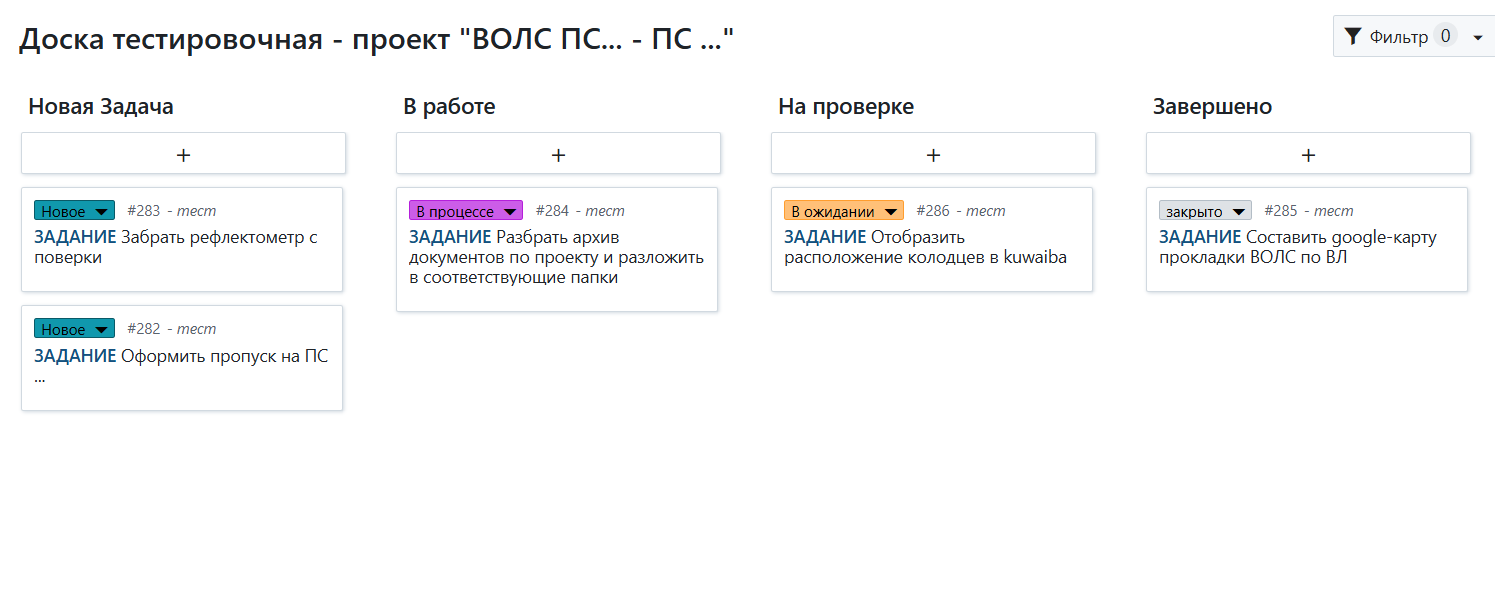 Доска тестировочная - проект "ВОЛС ПС... - ПС ..."
Фильтр 0
Новая Задача
+
Новое #283 - тест
ЗАДАНИЕ Забрать рефлектометр с
поверки
Новое #282 - тест
ЗАДАНИЕ Оформить пропуск на ПС
...
В работе
+
В процессе #284 - тест
ЗАДАНИЕ Разбрать архив
документов по проекту и разложить
в соответствующие папки
На проверке
+
В ожидании #286 - тест
ЗАДАНИЕ Отобразить
расположение колодцев в kuwaiba
Завершено
+
закрыто #285 - тест
ЗАДАНИЕ Составить google-карту
прокладки ВОЛС по ВЛ